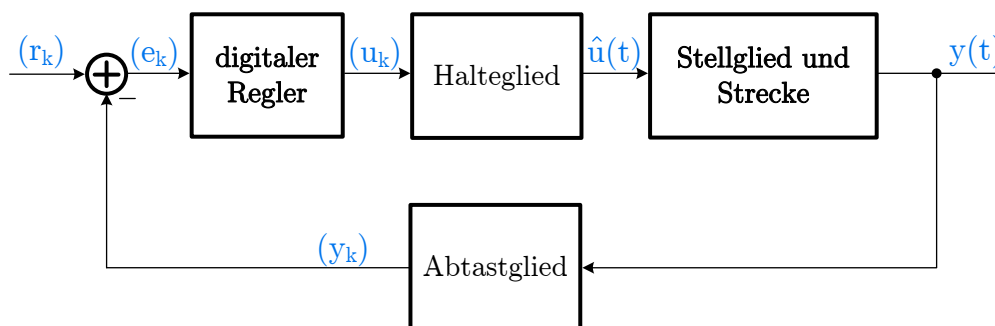 (r_k)
(e_k)
digitaler
Regler
(u_k)
Halteglied
û(t)
Stellglied und
Strecke
y(t)
+
−
(y_k)
Abtastglied